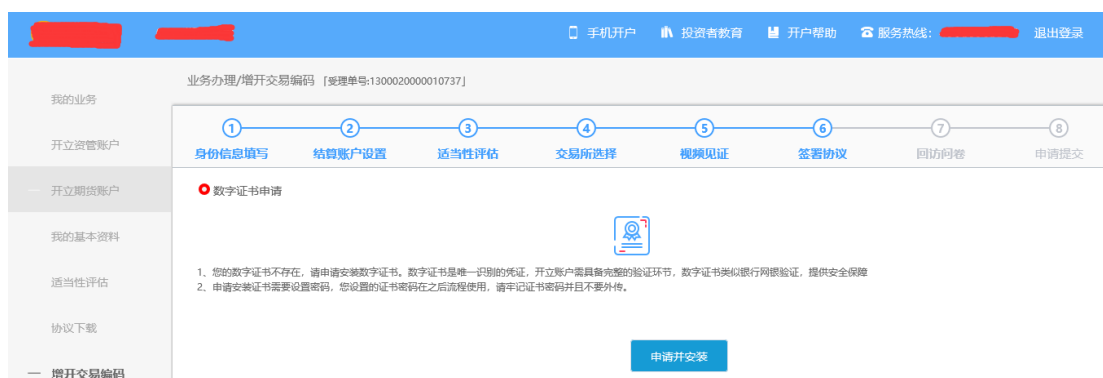 手机开户 投资者教育 开户帮助 服务热线： 退出登录
业务办理/增开交易编码「受理单号:1300020000010737」
我的业务
开立资管账户
开立期货账户
我的基本资料
适当性评估
协议下载
一 增开交易编码
1 2 3 4 5 6 7 8
身份信息填写 结算账户设置 适当性评估 交易所选择 视频见证 签署协议 回访问卷 申请提交
数字证书申请
1、您的数字证书不存在，请申请安装数字证书。数字证书是唯一识别的凭证，开立账户需具备完整的验证环节，数字证书类似银行网银验证，提供安全保障
2、申请安装证书需要设置密码，您设置的证书密码在之后流程使用，请牢记证书密码并且不要外传。
申请并安装